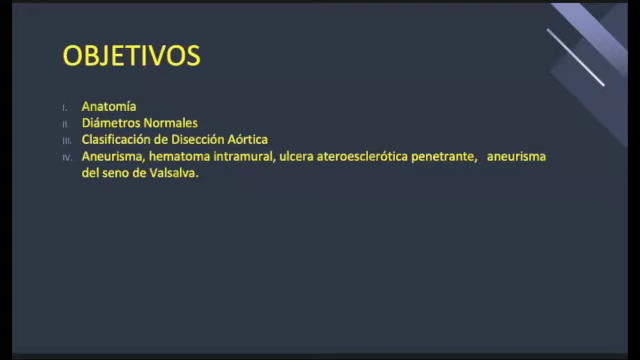 OBJETIVOS
I. Anatomía
II. Diámetros Normales
III. Clasificación de Disección Aórtica
IV. Aneurisma, hematoma intramural, ulcera ateroesclerótica penetrante, aneurisma
del seno de Valsalva.